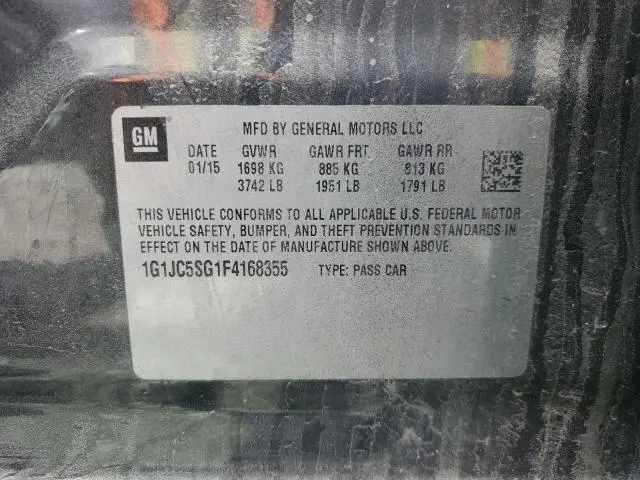 GM
MFD BY GENERAL MOTORS LLC
DATE GVWR GAWR FRT GAWR RR
01/15 1698 KG 885 KG 813 KG
3742 LB 1951 LB 1791 LB
THIS VEHICLE CONFORMS TO ALL APPLICABLE U.S. FEDERAL MOTOR
VEHICLE SAFETY, BUMPER, AND THEFT PREVENTION STANDARDS IN
EFFECT ON THE DATE OF MANUFACTURE SHOWN ABOVE.
1G1JC5SG1F4168355 TYPE: PASS CAR